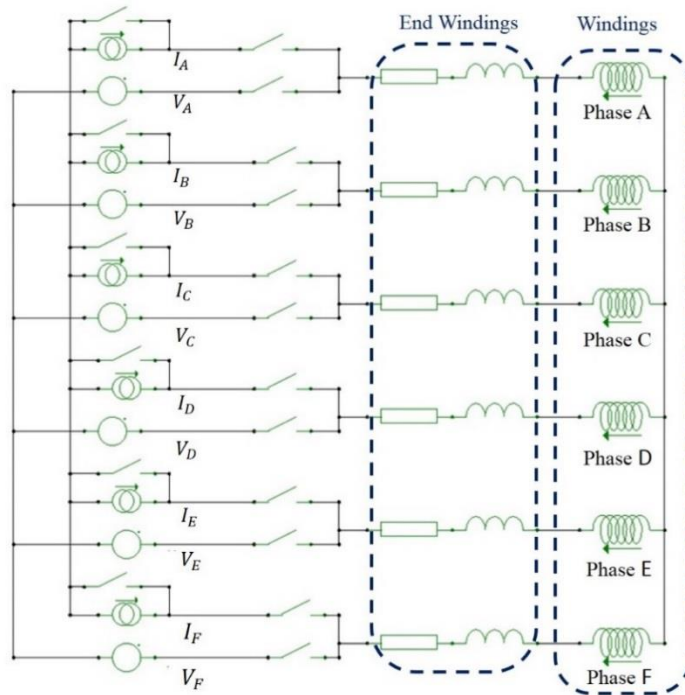 End Windings
Windings
I_A
V_A
Phase A
I_B
V_B
Phase B
I_C
V_C
Phase C
I_D
V_D
Phase D
I_E
V_E
Phase E
I_F
V_F
Phase F